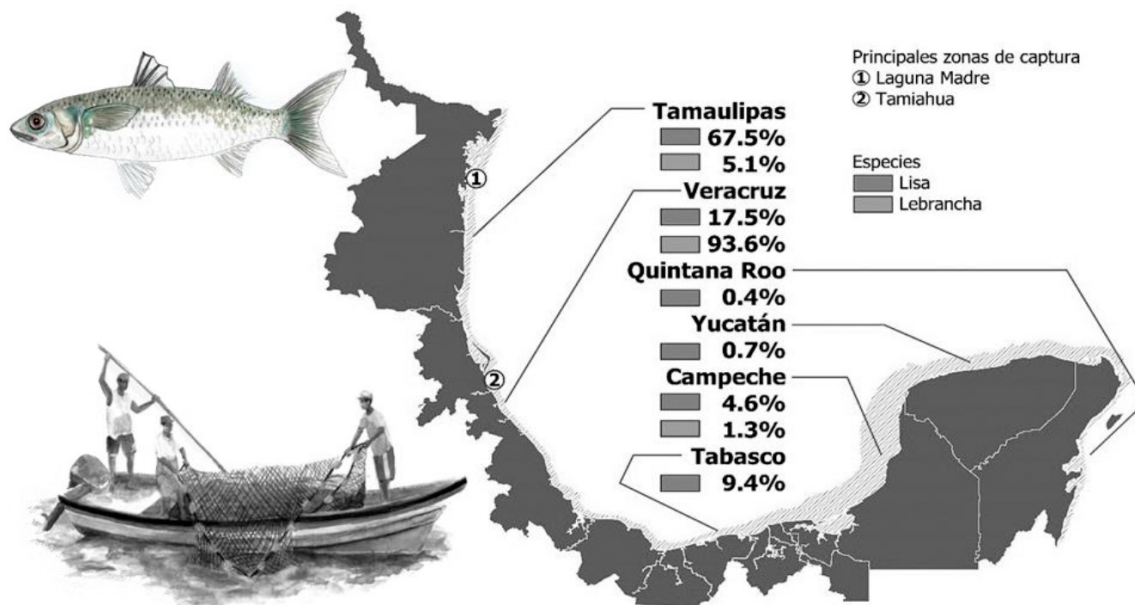 Principales zonas de captura
① Laguna Madre
② Tamiahua
Especies
Lisa
Lebrancha
Tamaulipas
67.5%
5.1%
Veracruz
17.5%
93.6%
Quintana Roo
0.4%
Yucatán
0.7%
Campeche
4.6%
1.3%
Tabasco
9.4%
①
②